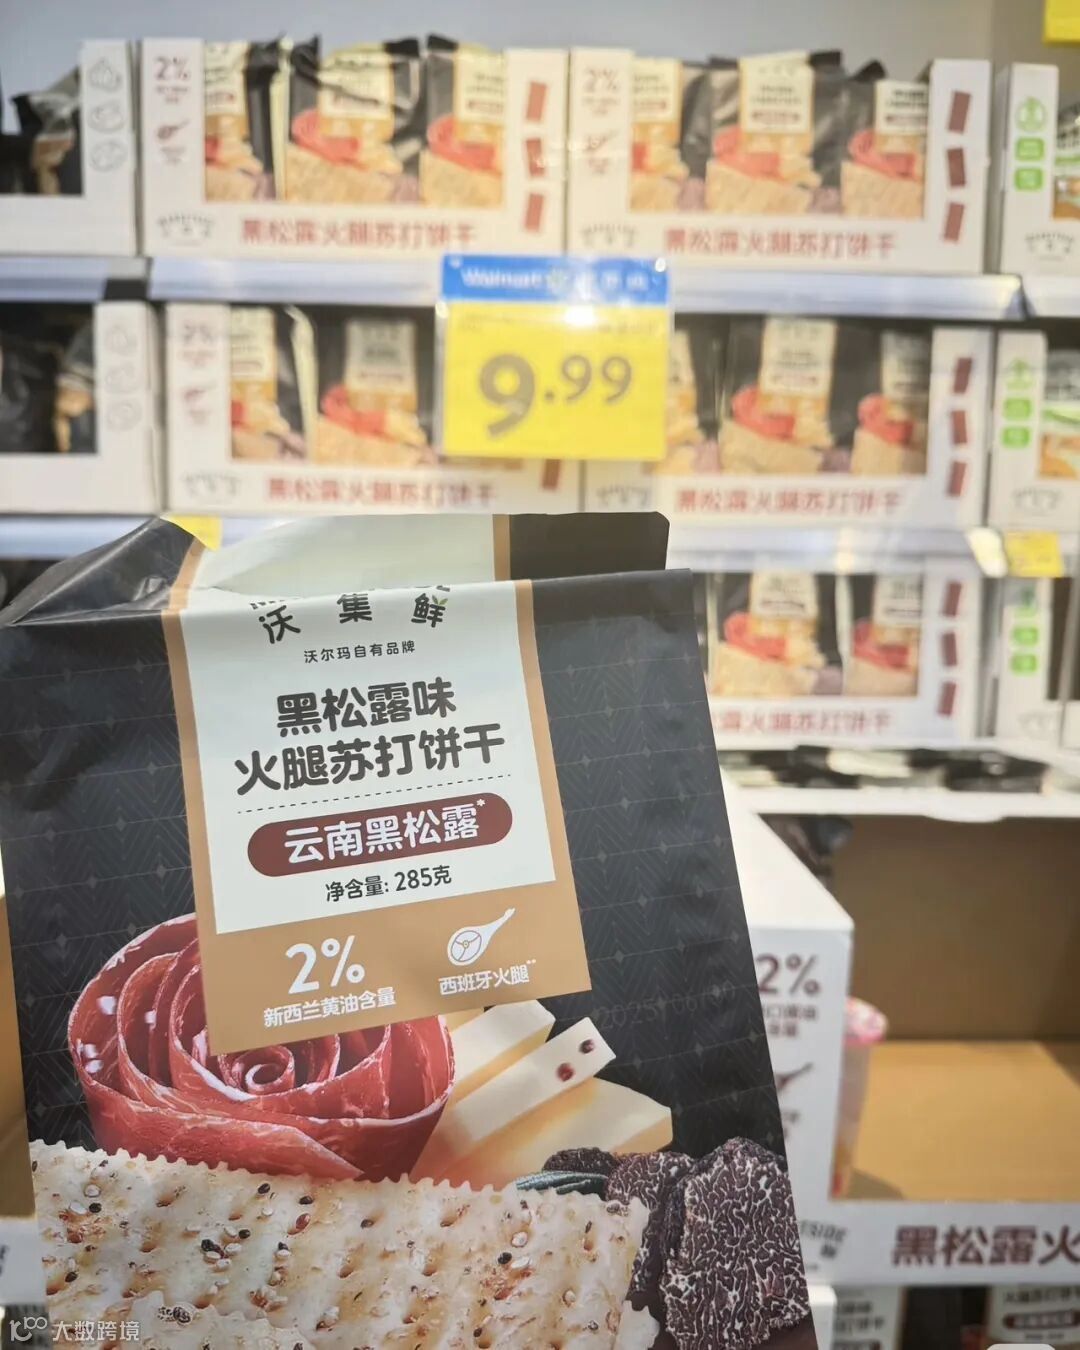 2%
2%
黑松露火腿苏打饼干
黑松露火腿苏打饼干
Walmart
9.99
2%
黑松露火腿苏打饼干
黑松露火腿苏打饼干
黑松露火腿苏打饼干
沃集鲜
沃尔玛自有品牌
黑松露味
火腿苏打饼干
云南黑松露*
净含量: 285克
2%
新西兰黄油含量
西班牙火腿**
2%
黑松露火
大数跨境